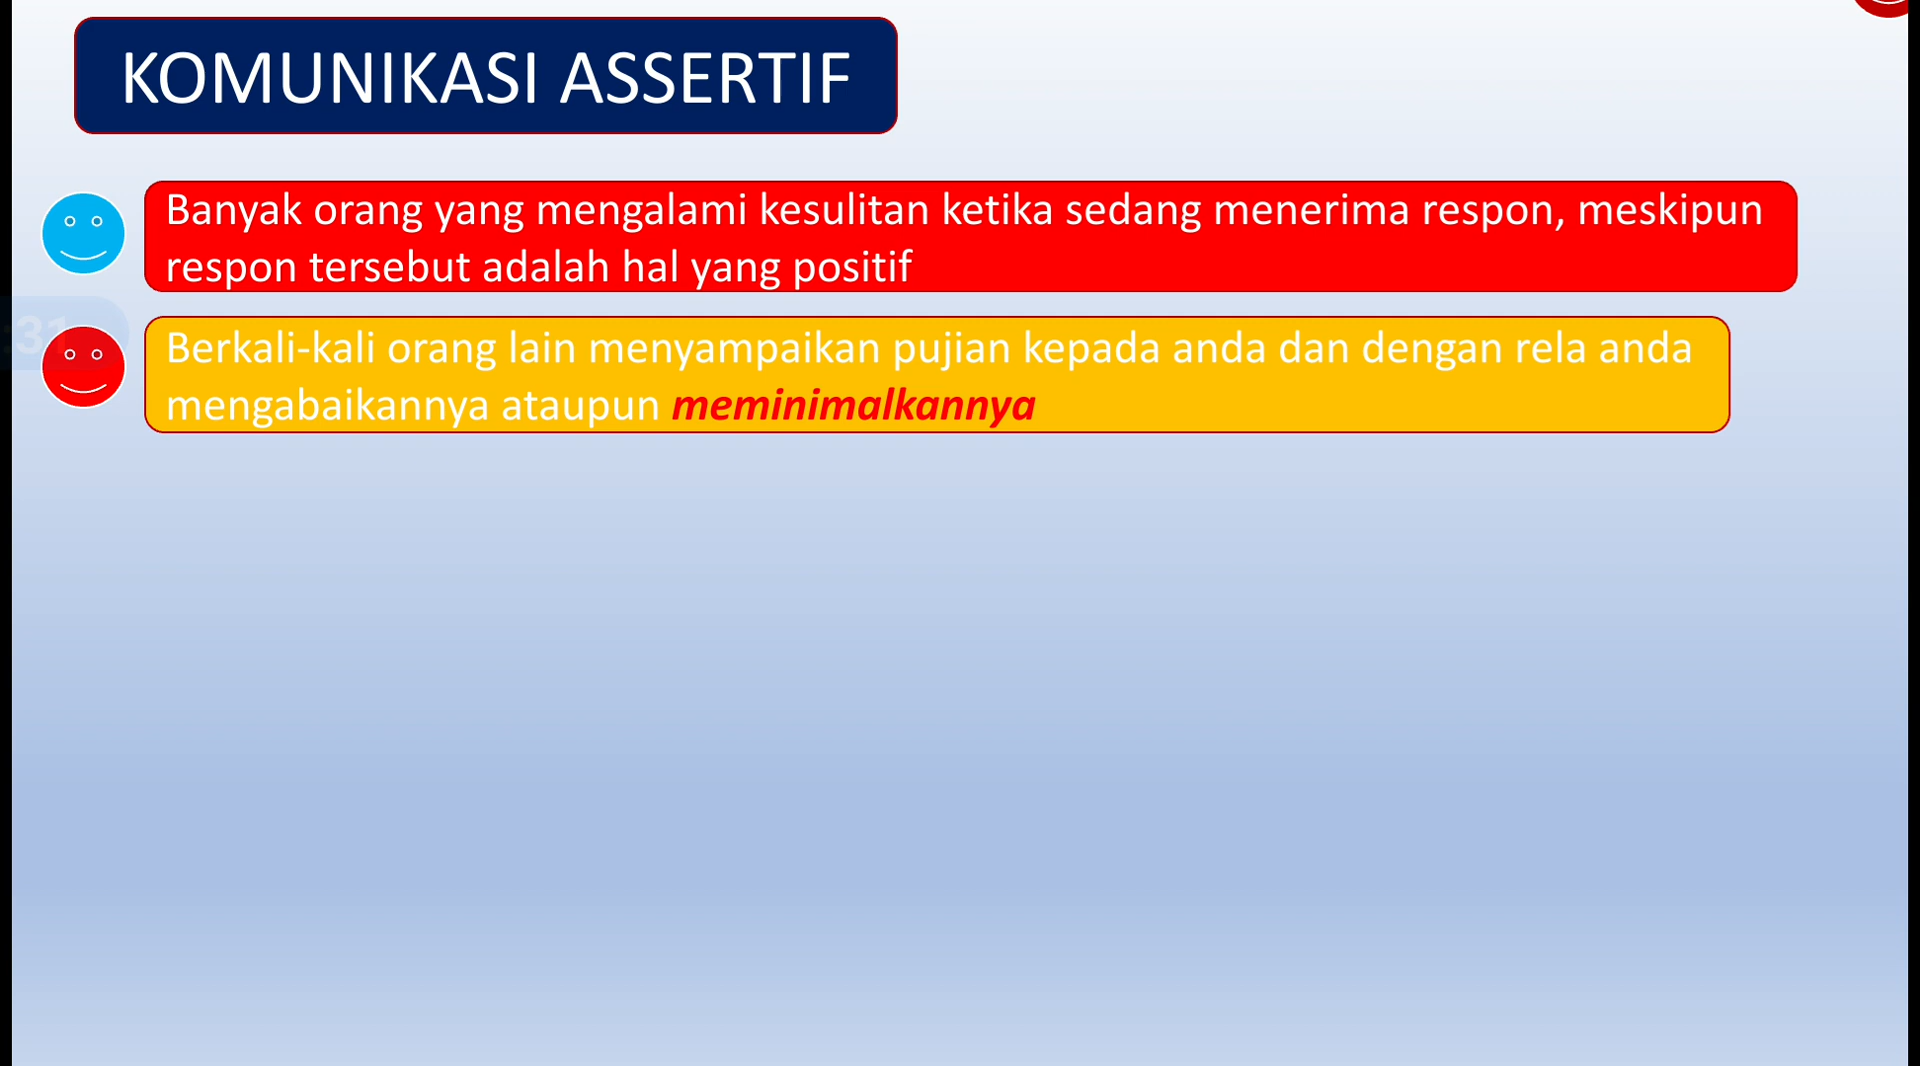 KOMUNIKASI ASSERTIF
Banyak orang yang mengalami kesulitan ketika sedang menerima respon, meskipun
respon tersebut adalah hal yang positif
:31
Berkali-kali orang lain menyampaikan pujian kepada anda dan dengan rela anda
mengabaikannya ataupun meminimalkannya